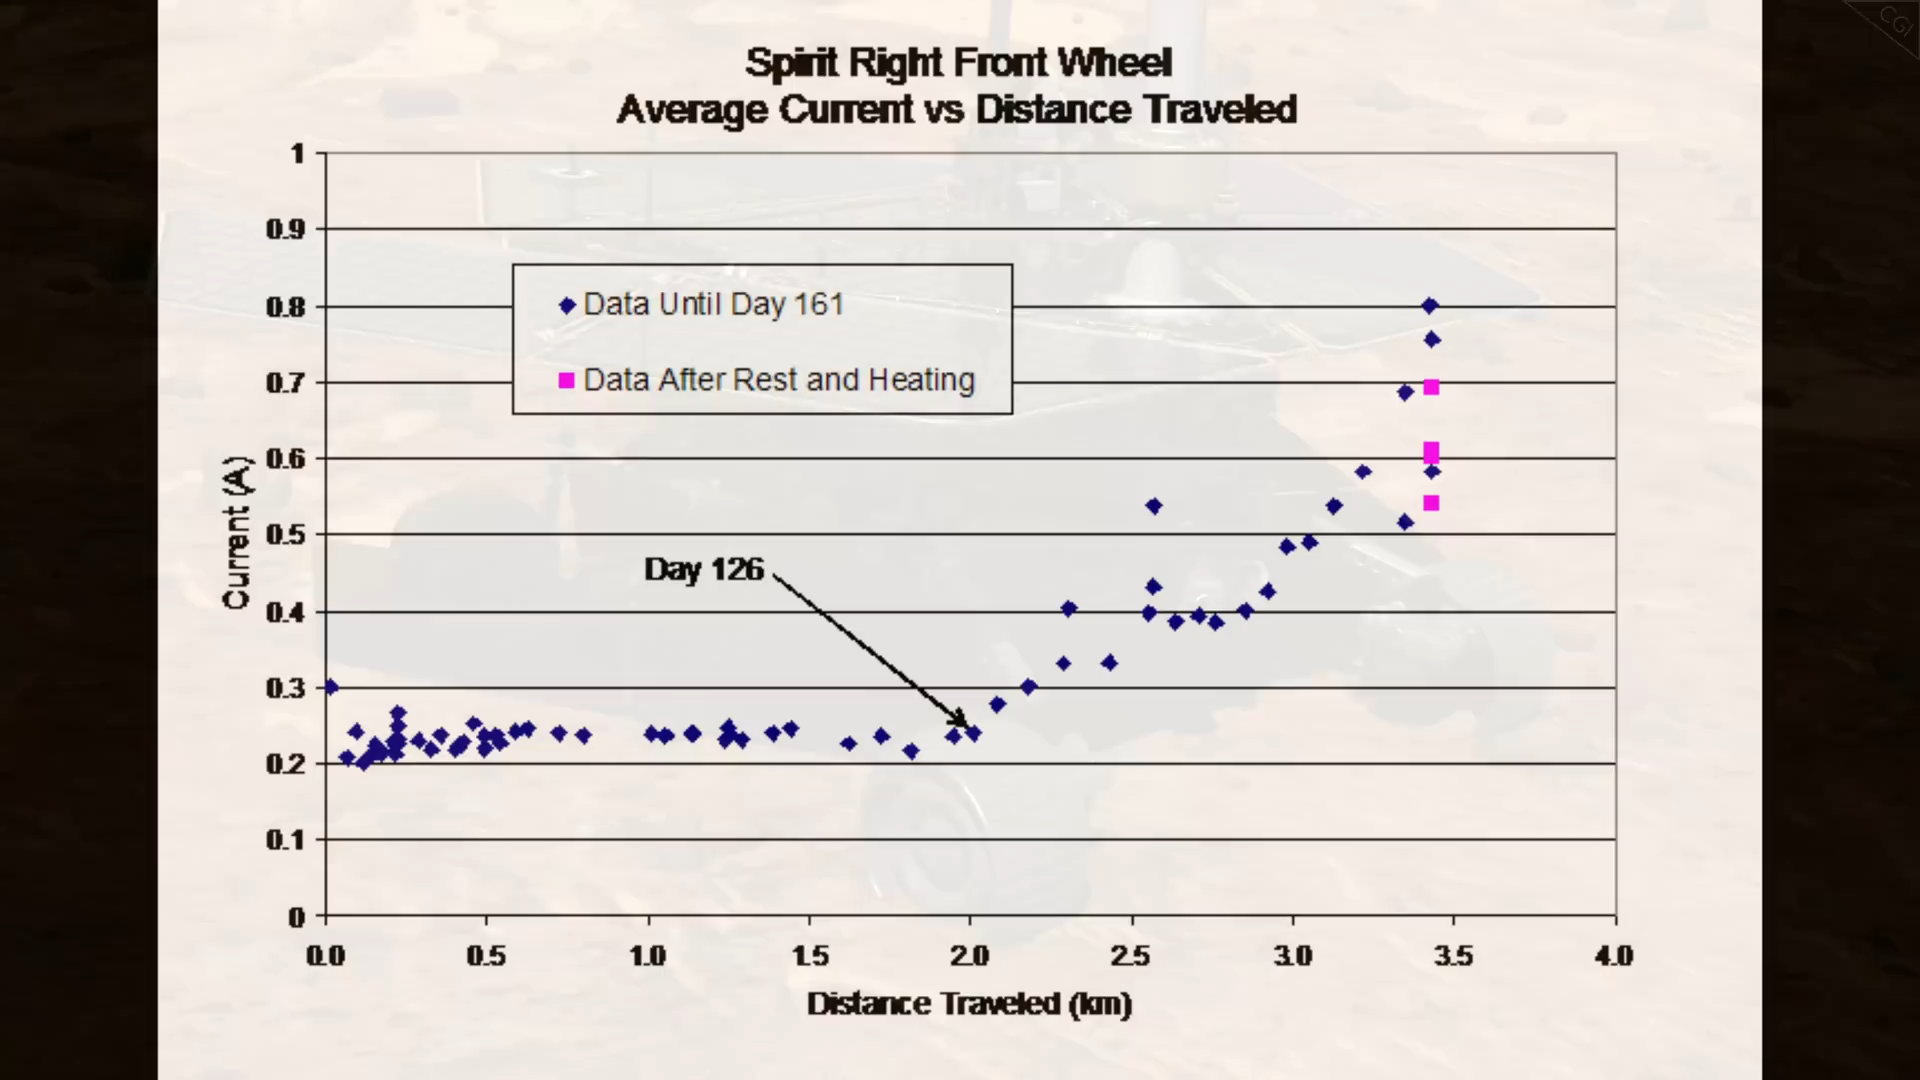 CGI
Spirit Right Front Wheel
Average Current vs Distance Traveled
1
0.9
0.8
0.7
0.6
0.5
0.4
0.3
0.2
0.1
0
Current (A)
Data Until Day 161
Data After Rest and Heating
Day 126
0.0 0.5 1.0 1.5 2.0 2.5 3.0 3.5 4.0
Distance Traveled (km)